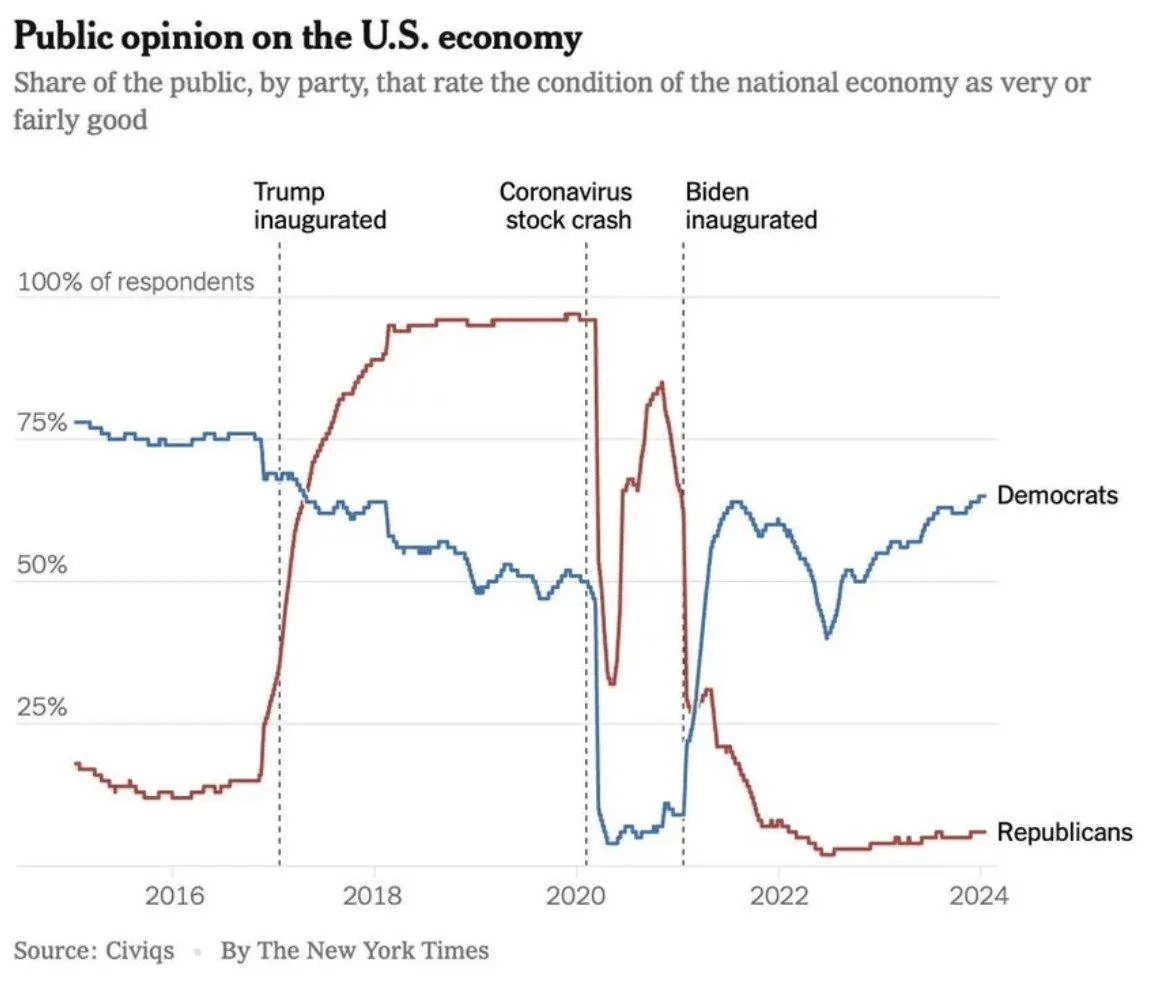 Public opinion on the U.S. economy
Share of the public, by party, that rate the condition of the national economy as very or
fairly good
Trump
inaugurated
Coronavirus
stock crash
Biden
inaugurated
100% of respondents
75%
50%
25%
Democrats
Republicans
2016
2018
2020
2022
2024
Source: Civiqs • By The New York Times